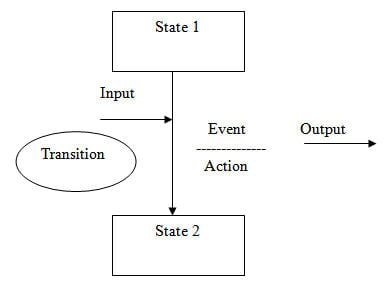 State 1
Input
Event
Output
Transition
Action
State 2